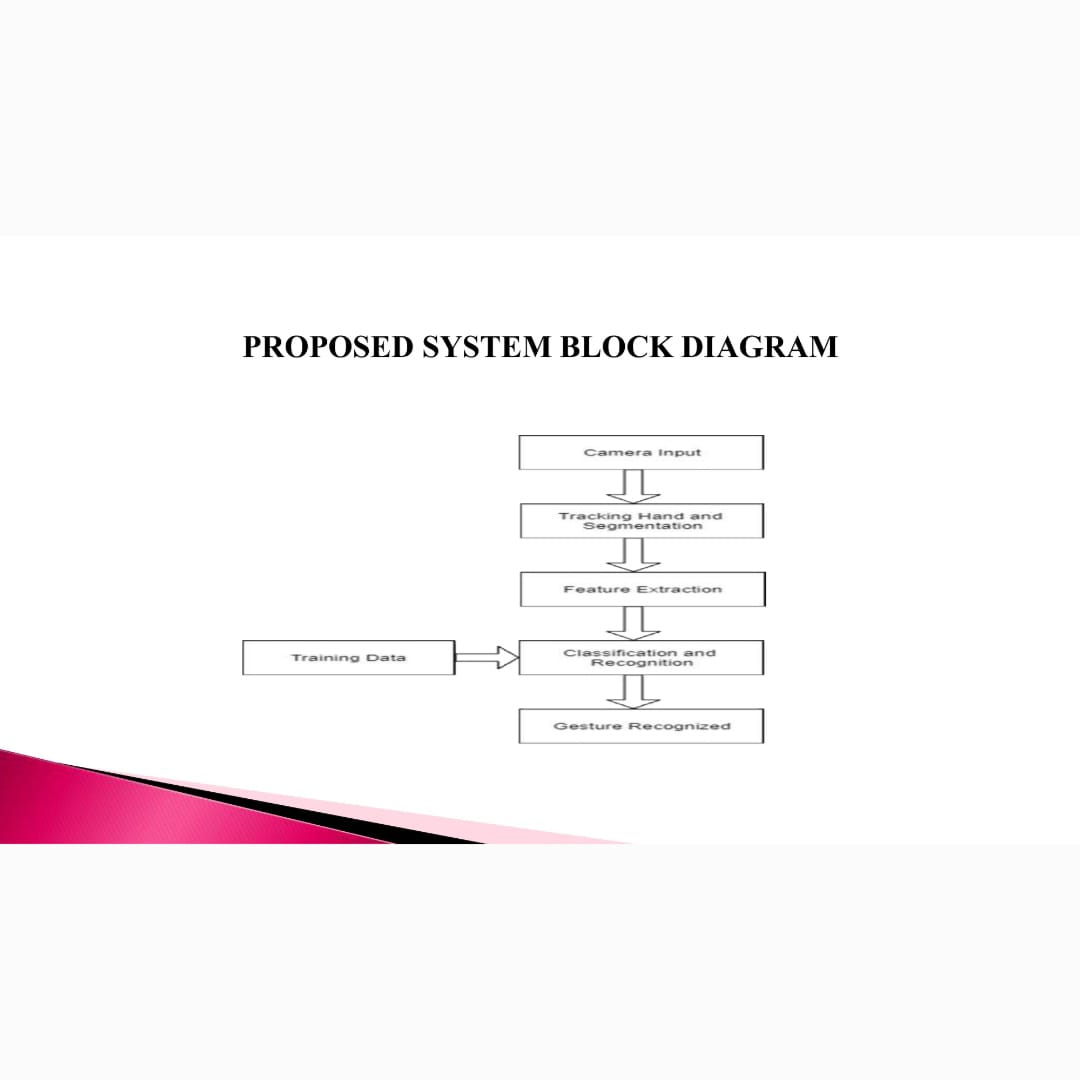 PROPOSED SYSTEM BLOCK DIAGRAM
Camera Input
Tracking Hand and
Segmentation
Feature Extraction
Training Data
Classification and
Recognition
Gesture Recognized